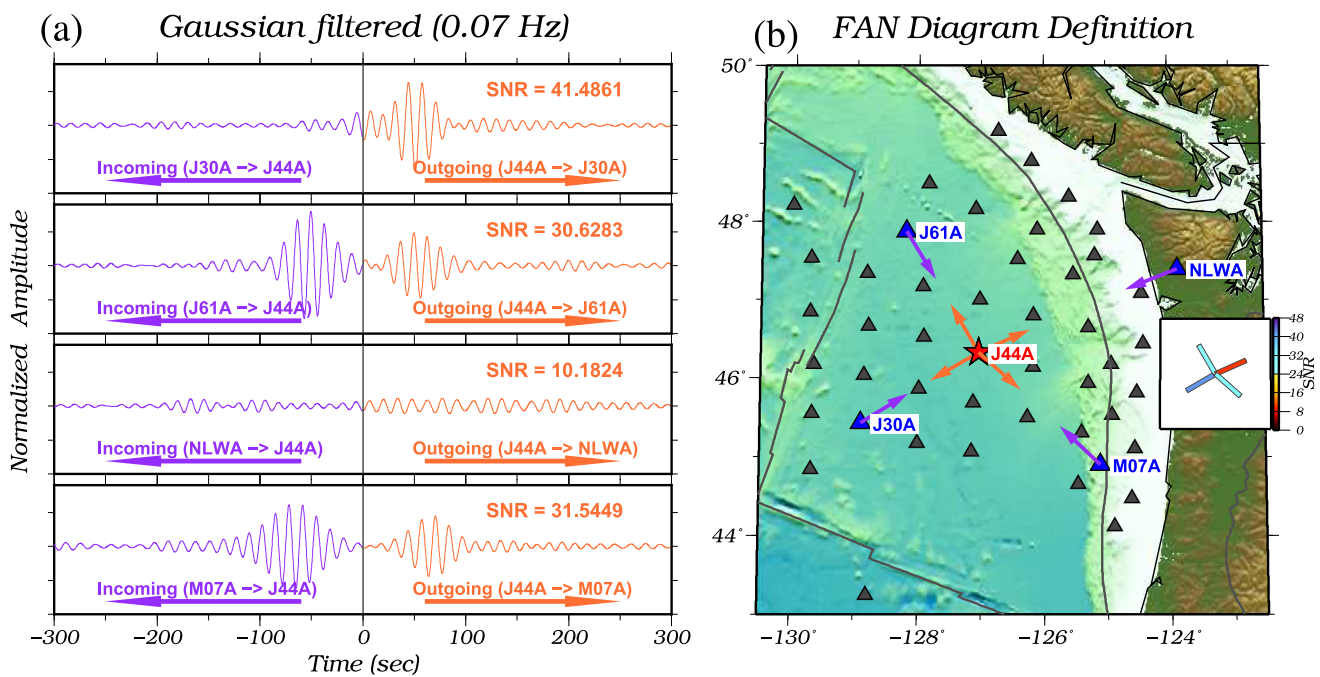 (a)
Gaussian filtered (0.07 Hz)
SNR = 41.4861
Incoming (J30A –> J44A)
Outgoing (J44A –> J30A)
SNR = 30.6283
Incoming (J61A –> J44A)
Outgoing (J44A –> J61A)
SNR = 10.1824
Incoming (NLWA –> J44A)
Outgoing (J44A –> NLWA)
SNR = 31.5449
Incoming (M07A –> J44A)
Outgoing (J44A –> M07A)
Normalized Amplitude
−300 −200 −100 0 100 200 300
Time (sec)
(b)
FAN Diagram Definition
50˚
48˚
46˚
44˚
−130˚ −128˚ −126˚ −124˚
J61A
NLWA
J44A
J30A
M07A
48
40
32
24
16
8
0
SNR